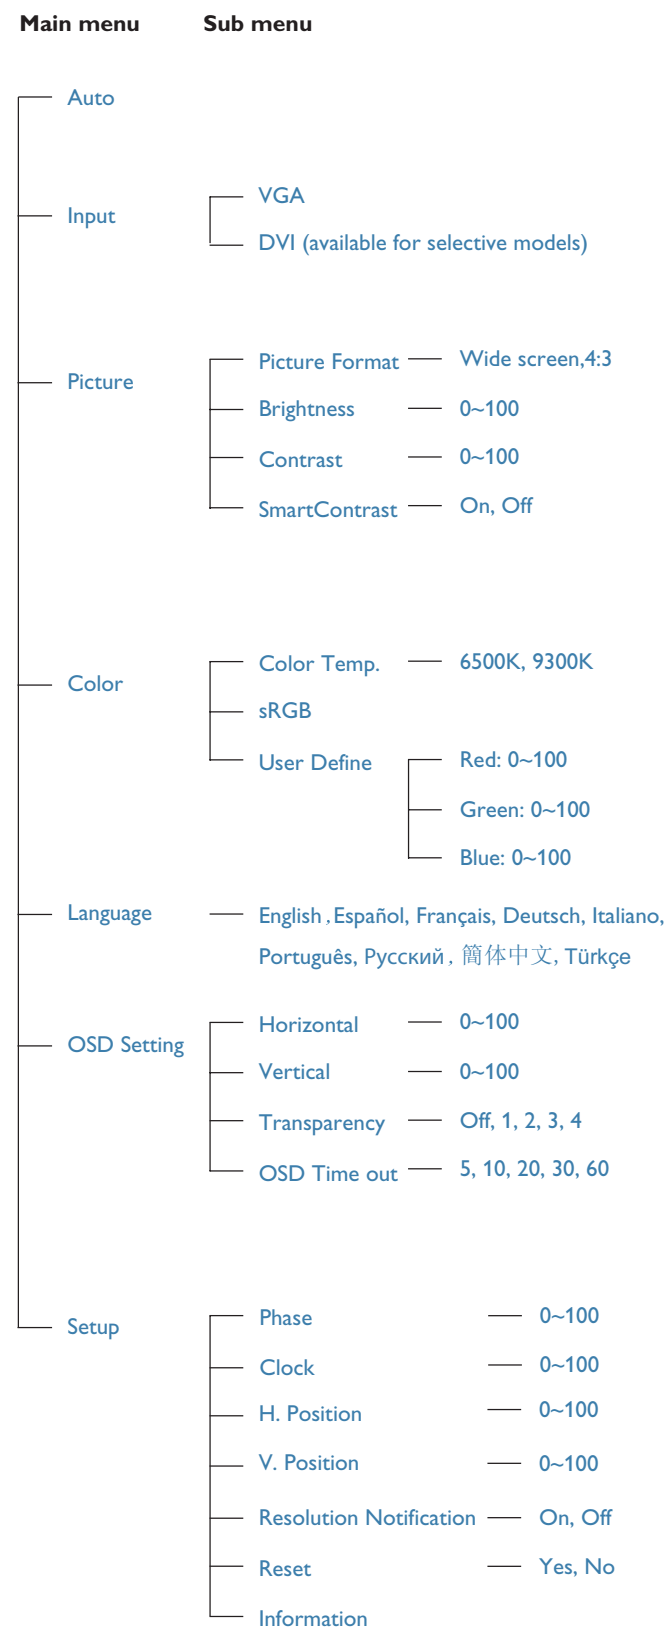 Main menu Sub menu
Auto
Input
VGA
DVI (available for selective models)
Picture
Picture Format Wide screen,4:3
Brightness 0~100
Contrast 0~100
SmartContrast On, Off
Color
Color Temp. 6500K, 9300K
sRGB
User Define Red: 0~100
Green: 0~100
Blue: 0~100
Language English, Español, Français, Deutsch, Italiano,
Português, Русский, 簡体中文, Türkçe
OSD Setting
Horizontal 0~100
Vertical 0~100
Transparency Off, 1, 2, 3, 4
OSD Time out 5, 10, 20, 30, 60
Setup
Phase 0~100
Clock 0~100
H. Position 0~100
V. Position 0~100
Resolution Notification On, Off
Reset Yes, No
Information